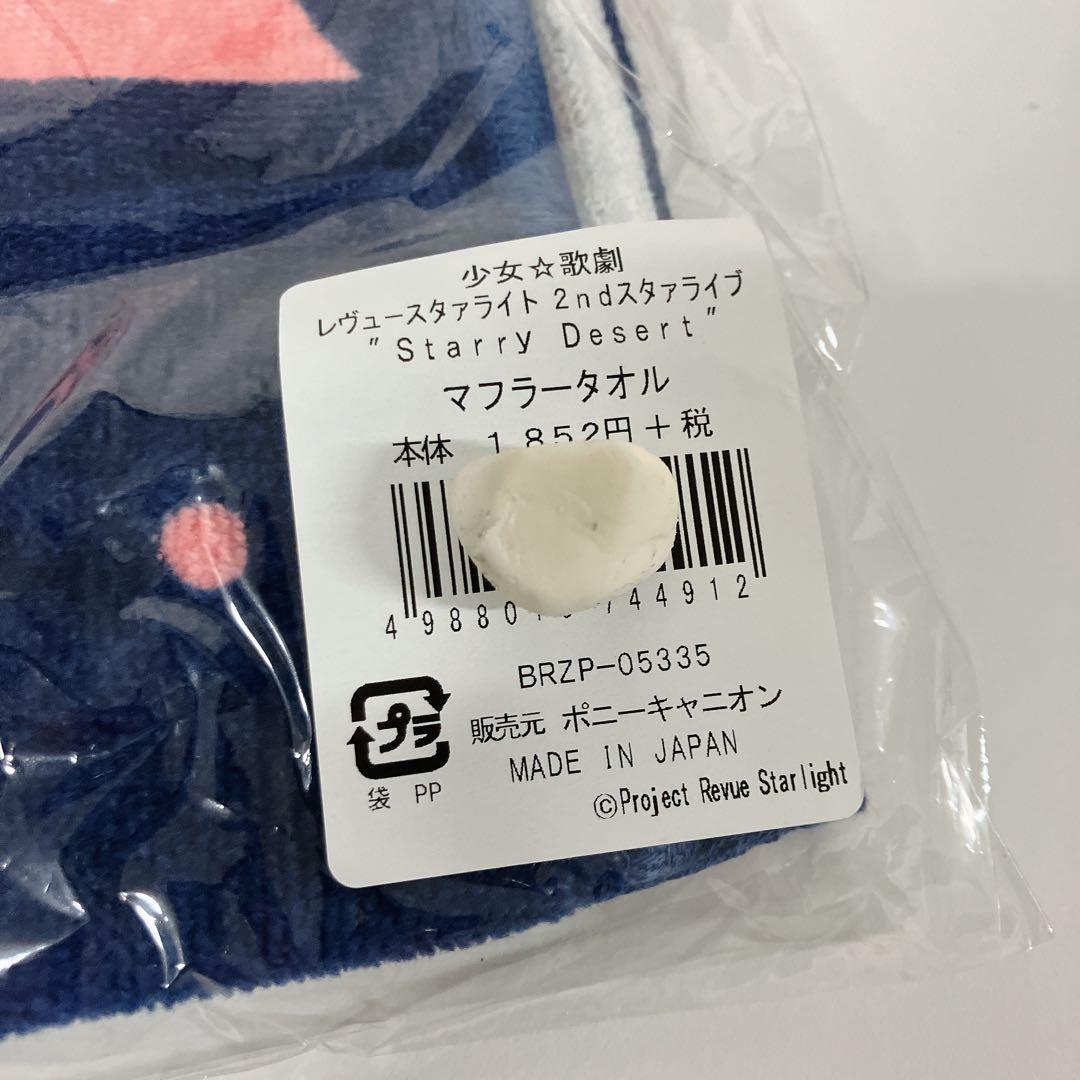 少女☆歌劇
レヴュースタァライト 2ndスタァライブ
"Starry Desert"
マフラータオル
本体 1,852円+税
4 9880 744912
BRZP-05335
プラ
販売元 ポニーキャニオン
袋 PP
MADE IN JAPAN
©Project Revue Starlight